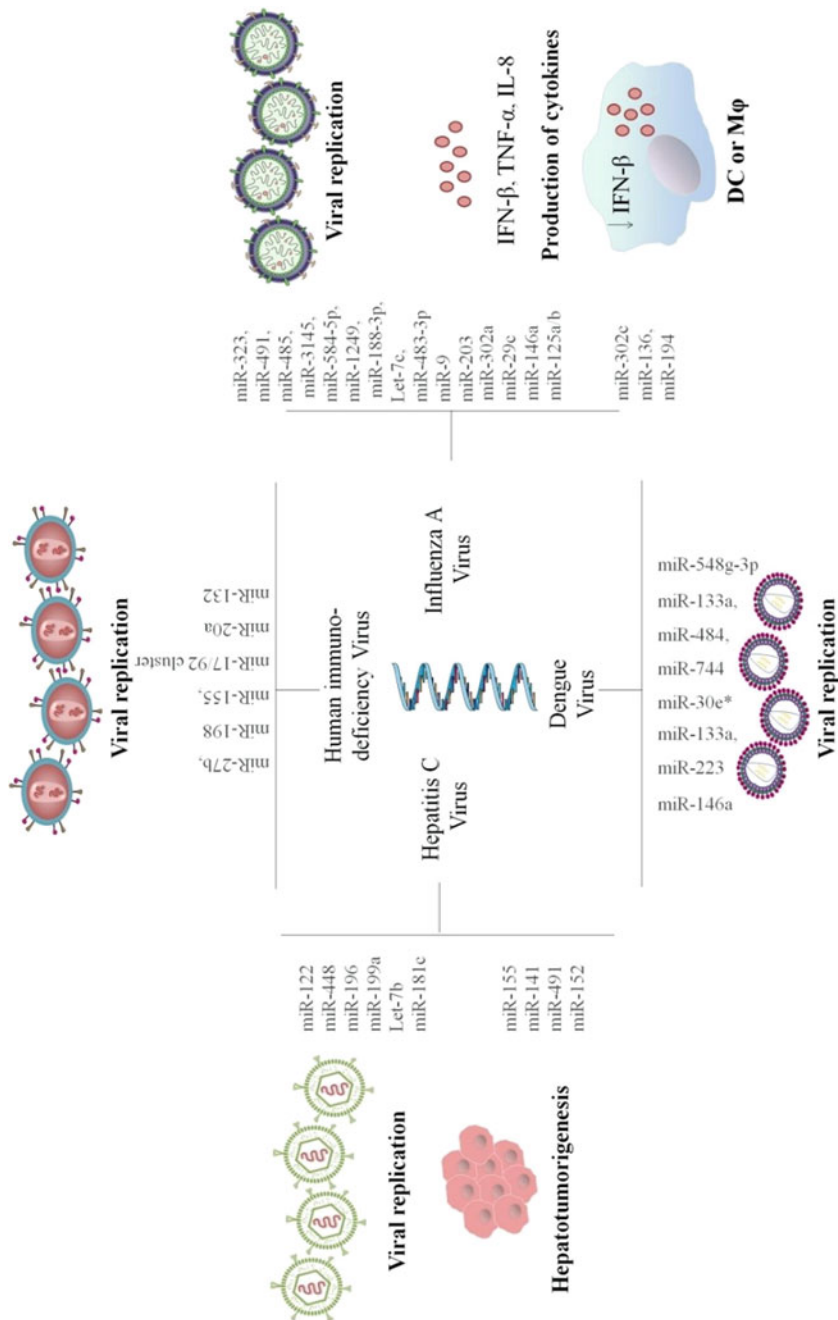 Viral replication
miR-27b,
miR-198
miR-155,
miR-17/92 cluster
miR-20a
miR-132
Human immuno-
deficiency Virus
Viral replication
miR-122
miR-448
miR-196
miR-199a
Let-7b
miR-181c
Hepatotumorigenesis
miR-155
miR-141
miR-491
miR-152
Hepatitis C
Virus
Influenza A
Virus
Dengue
Virus
miR-323,
miR-491,
miR-485,
miR-3145,
miR-584-5p,
miR-1249,
miR-188-3p,
Let-7c,
miR-483-3p
miR-9
miR-203
miR-302a
miR-29c
miR-146a
miR-125a/b
miR-302c
miR-136,
miR-194
Viral replication
IFN-β, TNF-α, IL-8
Production of cytokines
↓ IFN-β
DC or Mφ
miR-146a
miR-223
miR-133a,
miR-30e*
miR-744
miR-484,
miR-133a,
miR-548g-3p
Viral replication